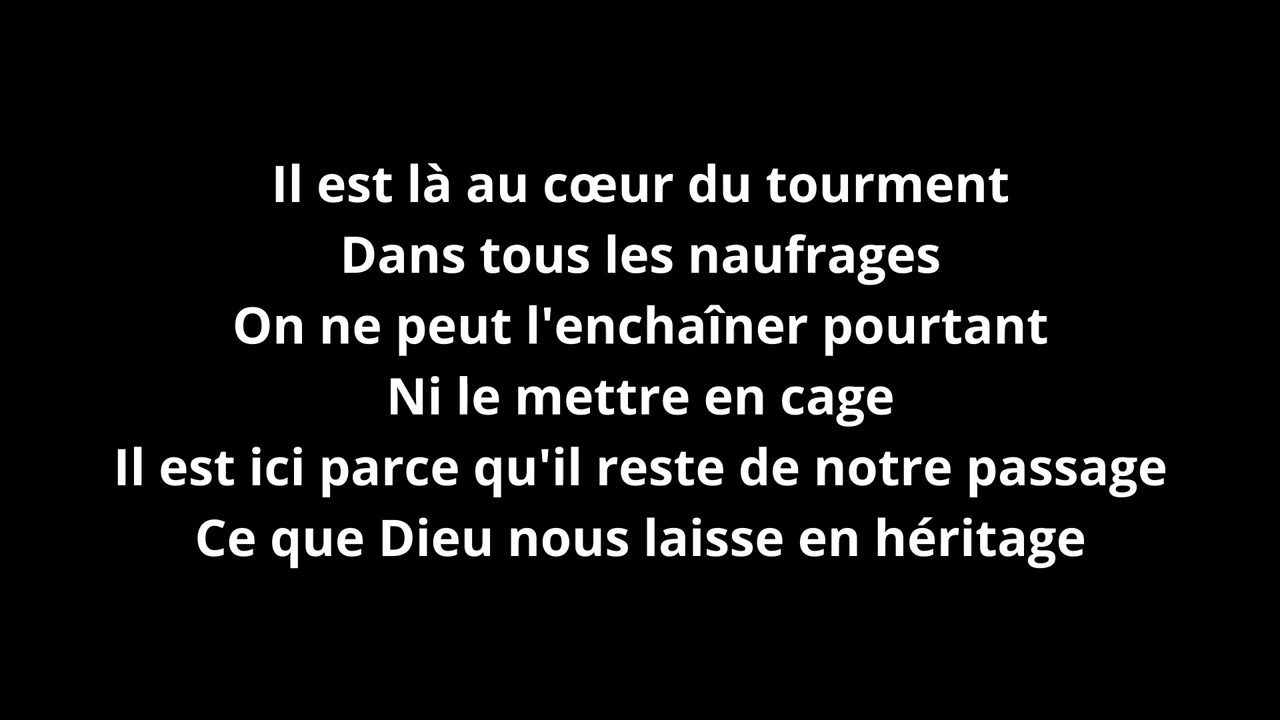 Il est là au cœur du tourment
Dans tous les naufrages
On ne peut l'enchaîner pourtant
Ni le mettre en cage
Il est ici parce qu'il reste de notre passage
Ce que Dieu nous laisse en héritage